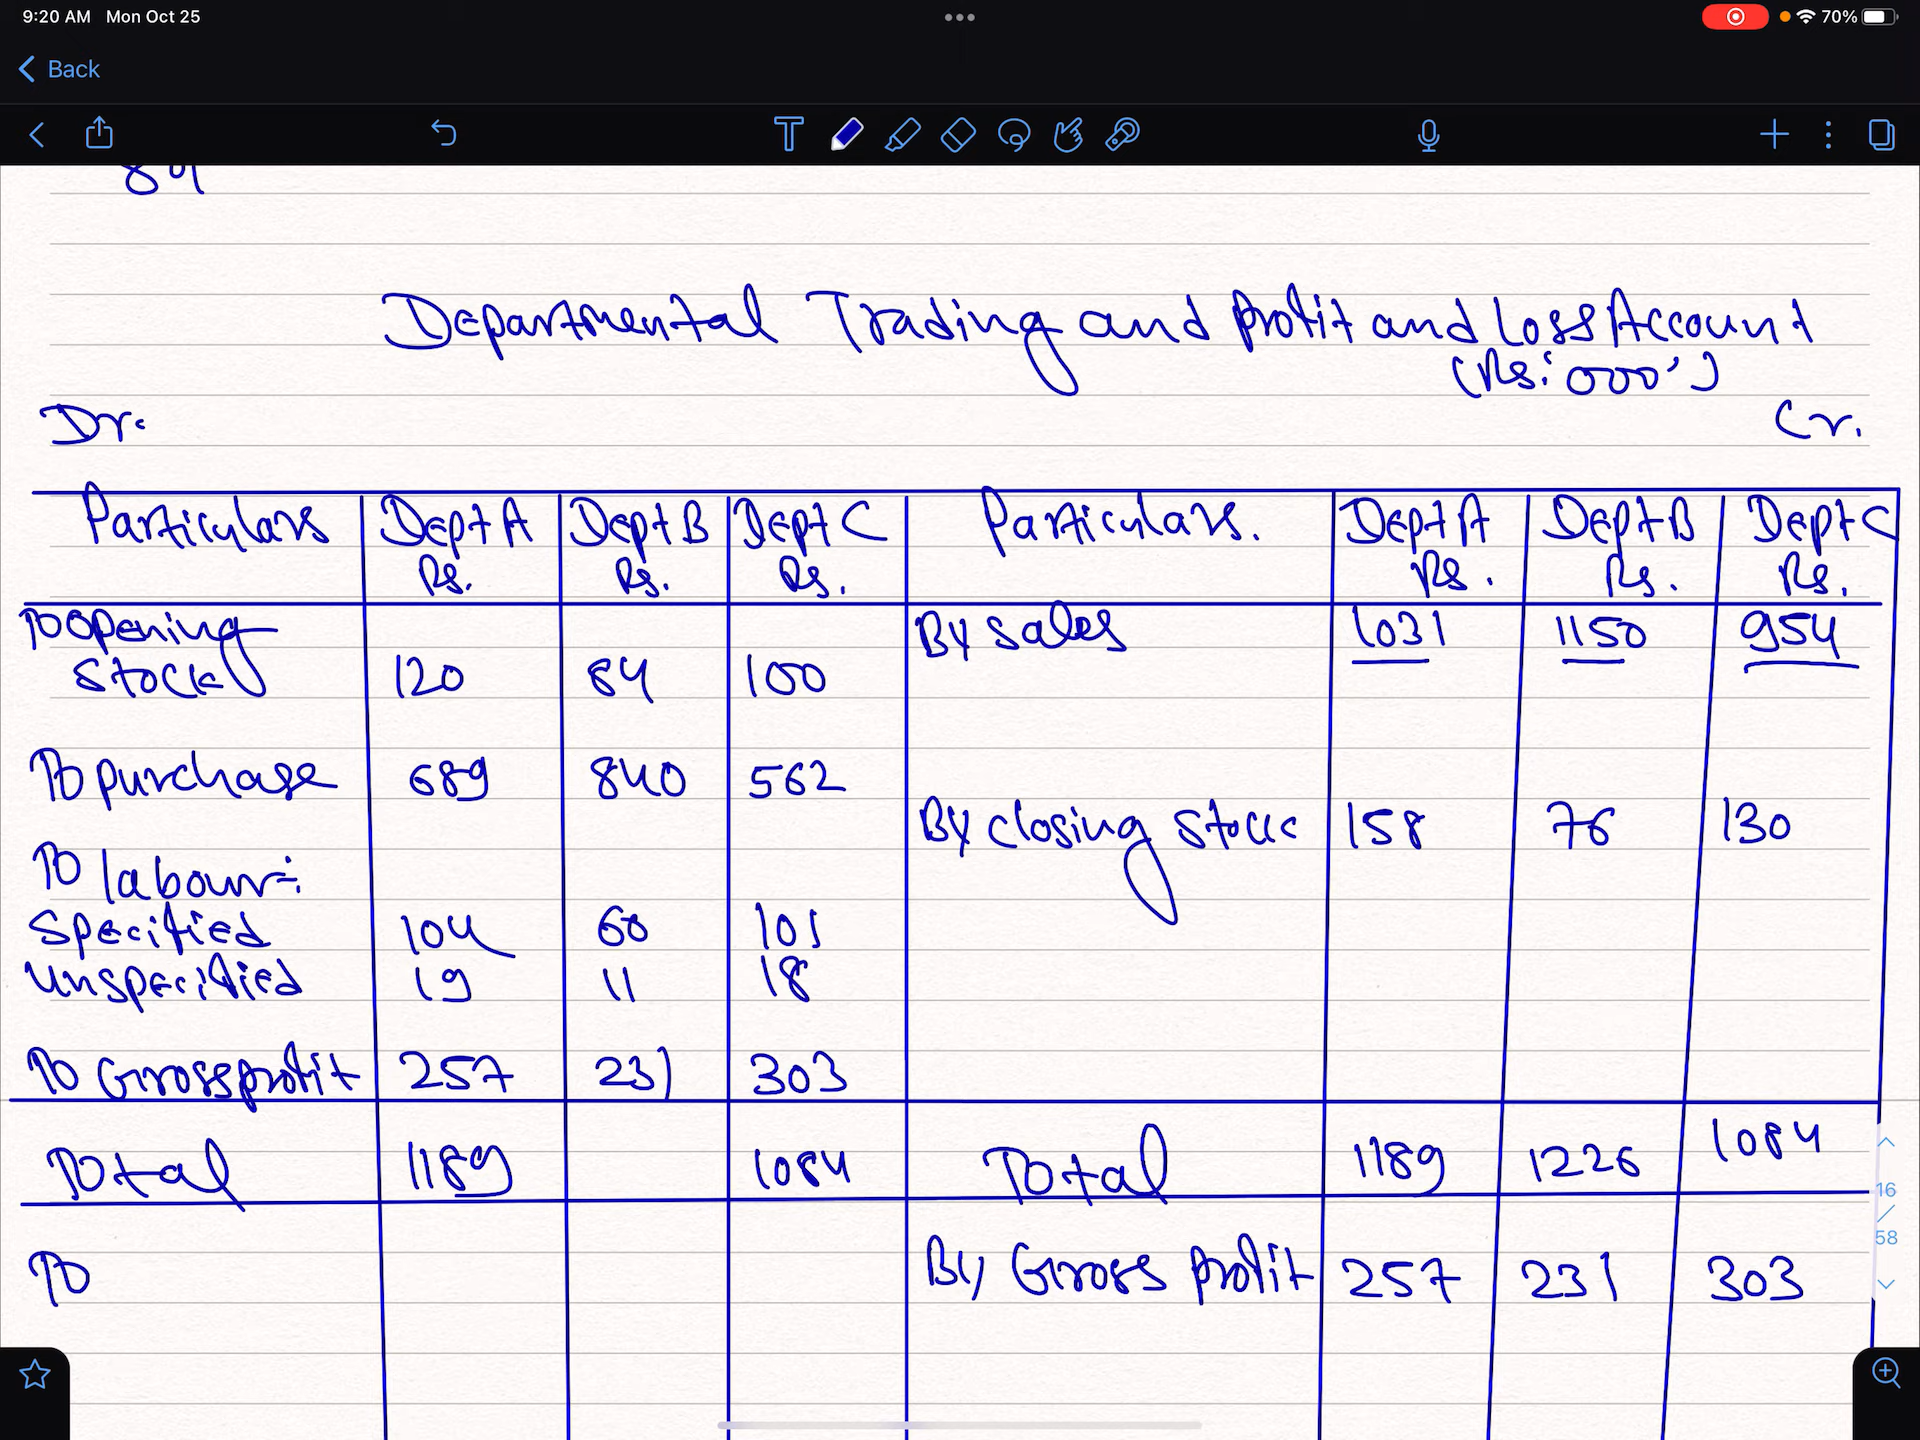 9:20 AM Mon Oct 25
70%
Back
84
Departmental Trading and Profit and Loss Account
(Rs:000')
Dr. Cr.
Particulars Dept A Dept B Dept C Particulars. Dept A Dept B Dept C
Rs. Rs. Rs. Rs. Rs. Rs.
To Opening By sales 1031 1150 954
Stock 120 84 100
To purchase 689 840 562
By closing stock 158 76 130
To labour:
Specified 104 60 101
Unspecified 19 11 18
To Gross profit 257 231 303
Total 1189 1084 Total 1189 1226 1084
To By Gross profit 257 231 303
16
/
58